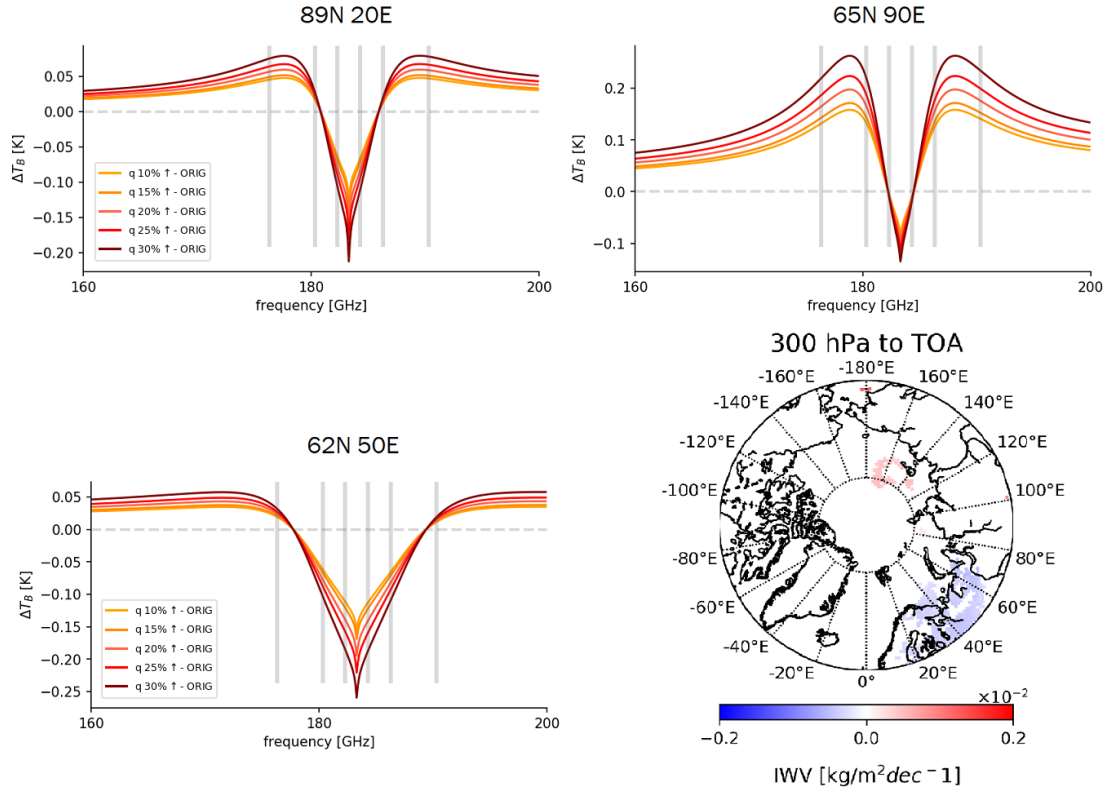 89N 20E
0.05
0.00
−0.05
−0.10
−0.15
−0.20
ΔT_B [K]
q 10% ↑ - ORIG
q 15% ↑ - ORIG
q 20% ↑ - ORIG
q 25% ↑ - ORIG
q 30% ↑ - ORIG
160 180 200
frequency [GHz]
65N 90E
0.2
0.1
0.0
−0.1
ΔT_B [K]
160 180 200
frequency [GHz]
62N 50E
0.05
0.00
−0.05
−0.10
−0.15
−0.20
−0.25
ΔT_B [K]
q 10% ↑ - ORIG
q 15% ↑ - ORIG
q 20% ↑ - ORIG
q 25% ↑ - ORIG
q 30% ↑ - ORIG
160 180 200
frequency [GHz]
300 hPa to TOA
-180°E
-160°E 160°E
-140°E 140°E
-120°E 120°E
-100°E 100°E
-80°E 80°E
-60°E 60°E
-40°E 40°E
-20°E 0° 20°E
×10⁻²
−0.2 0.0 0.2
IWV [kg/m²dec⁻1]